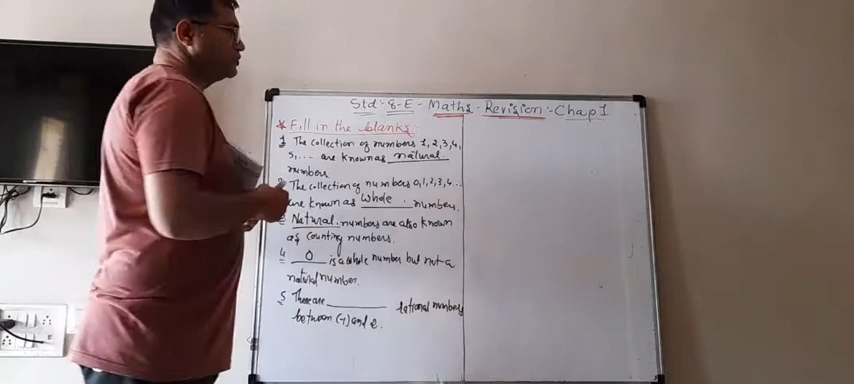 Std:- 8-E - Maths - Revision - Chap 1
* Fill in the blanks
1 The collection of numbers 1, 2, 3, 4,
5, ... are known as natural
numbers.
2 The collection of numbers 0, 1, 2, 3, 4 ...
are known as Whole . numbers.
3 Natural. numbers are also known
as counting numbers.
4 0 is a whole number but not a
natural number.
5 There are ________ rational numbers
between (-1) and 2.